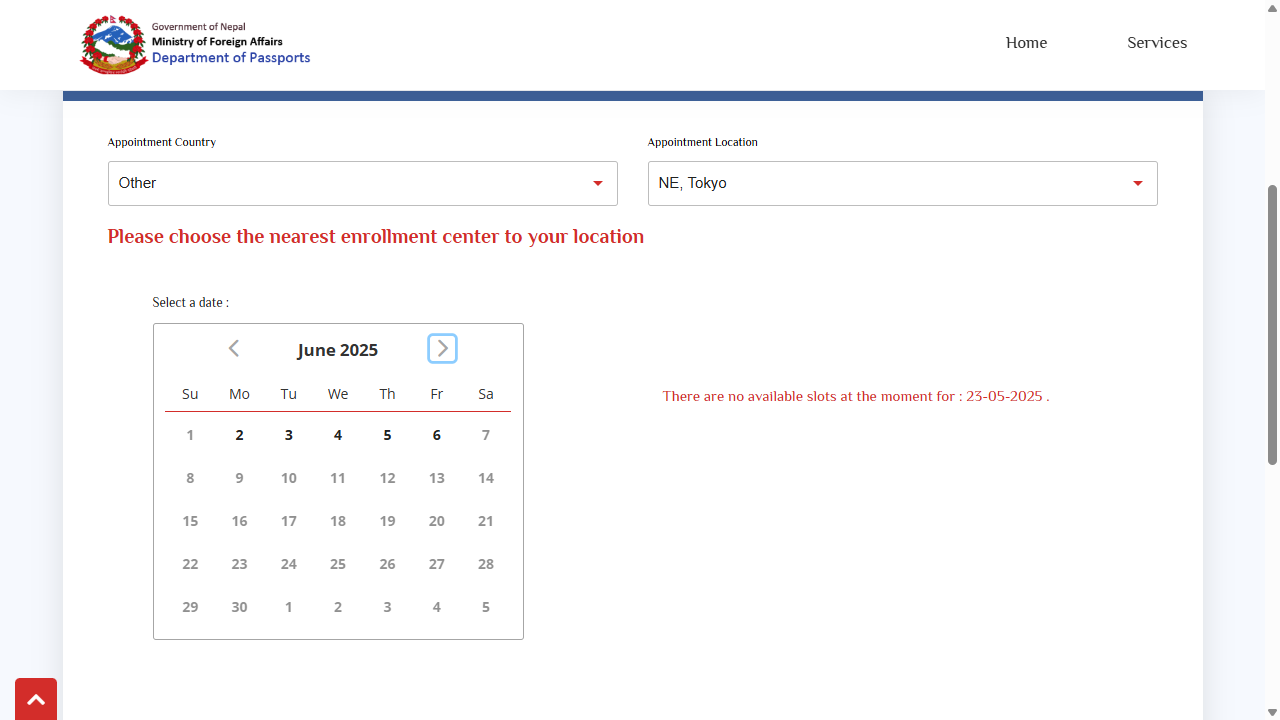 Government of Nepal
Ministry of Foreign Affairs
Department of Passports
Home
Services
Appointment Country
Appointment Location
Other
NE, Tokyo
Please choose the nearest enrollment center to your location
Select a date :
June 2025
Su Mo Tu We Th Fr Sa
There are no available slots at the moment for : 23-05-2025 .
1 2 3 4 5 6 7
8 9 10 11 12 13 14
15 16 17 18 19 20 21
22 23 24 25 26 27 28
29 30 1 2 3 4 5